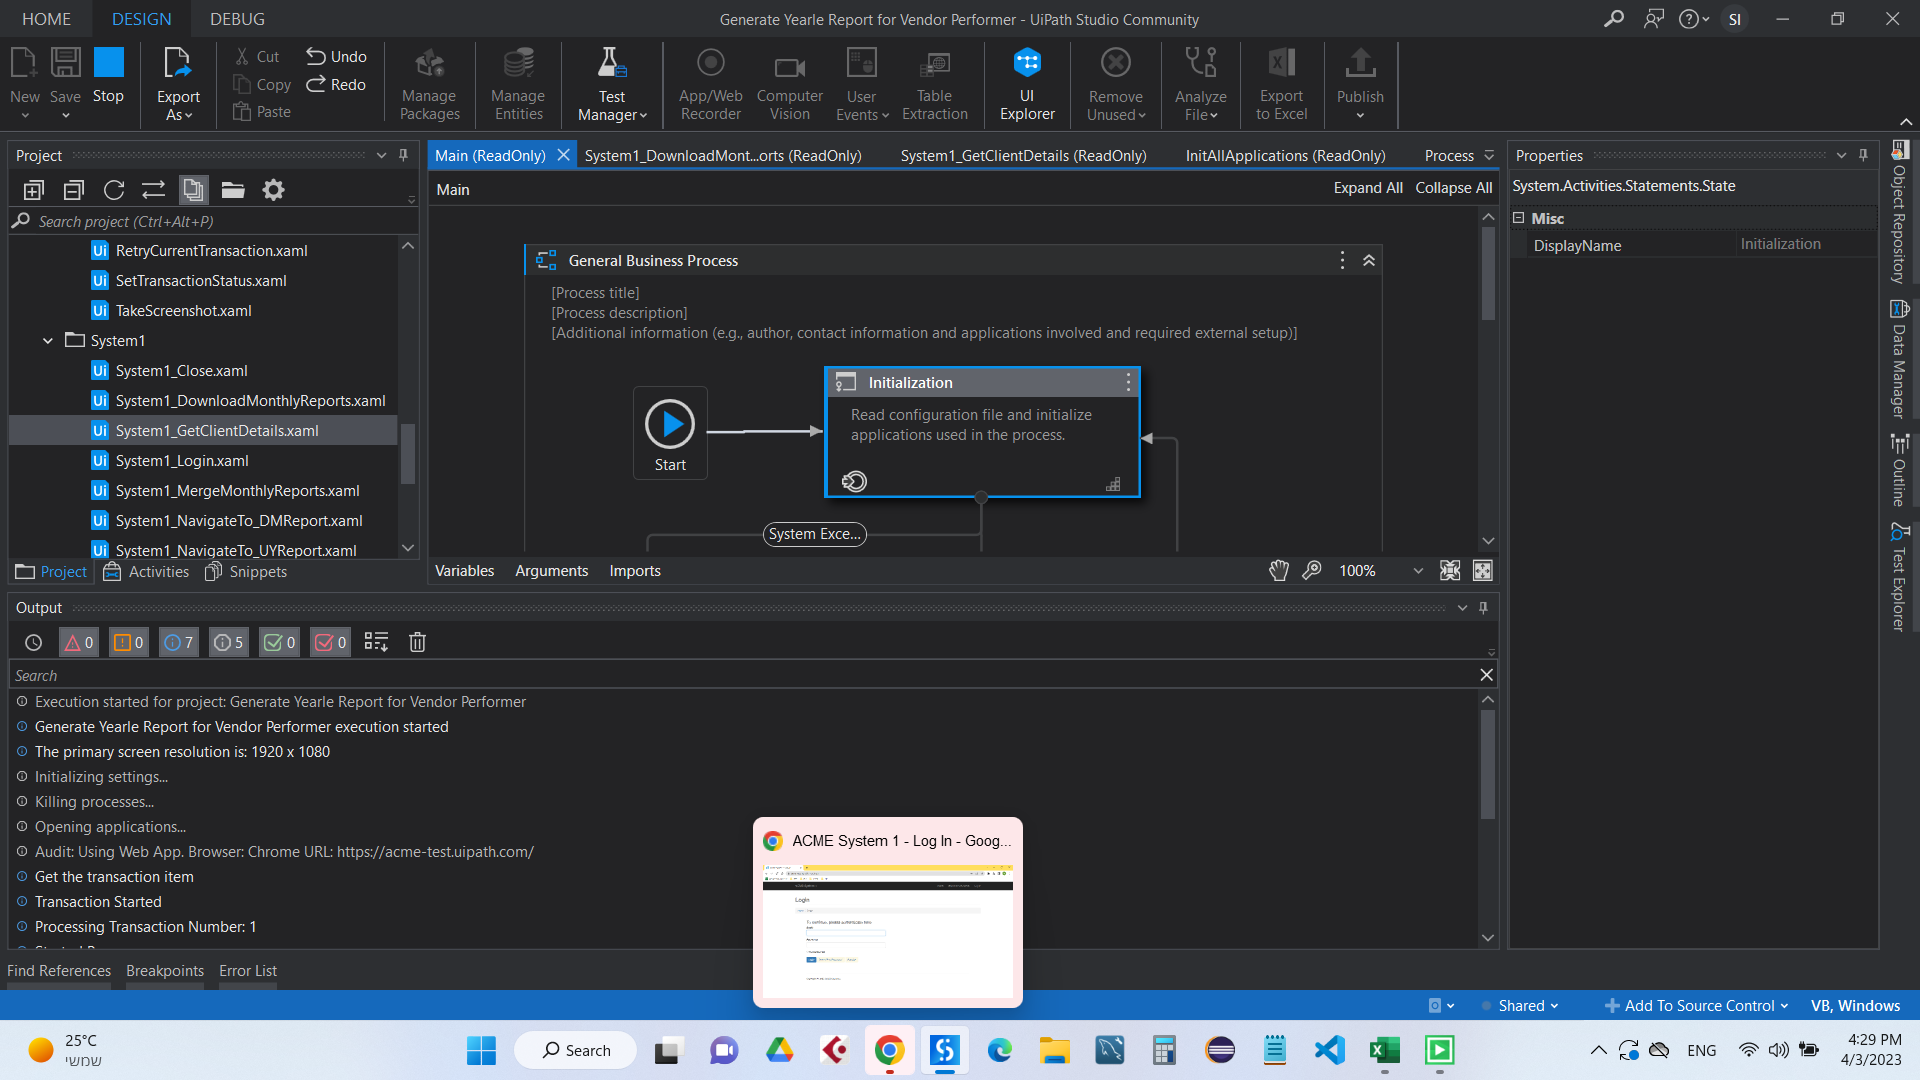 HOME DESIGN DEBUG
Generate Yearle Report for Vendor Performer - UiPath Studio Community
SI
New Save Stop
Export As
Cut
Copy
Paste
Undo
Redo
Manage Packages
Manage Entities
Test Manager
App/Web Recorder
Computer Vision
User Events
Table Extraction
UI Explorer
Remove Unused
Analyze File
Export to Excel
Publish
Project
Search project (Ctrl+Alt+P)
RetryCurrentTransaction.xaml
SetTransactionStatus.xaml
TakeScreenshot.xaml
System1
System1_Close.xaml
System1_DownloadMonthlyReports.xaml
System1_GetClientDetails.xaml
System1_Login.xaml
System1_MergeMonthlyReports.xaml
System1_NavigateTo_DMReport.xaml
System1_NavigateTo_UYReport.xaml
Project Activities Snippets
Main (ReadOnly) System1_DownloadMont...orts (ReadOnly) System1_GetClientDetails (ReadOnly) InitAllApplications (ReadOnly) Process
Main
Expand All Collapse All
General Business Process
[Process title]
[Process description]
[Additional information (e.g., author, contact information and applications involved and required external setup)]
Start
Initialization
Read configuration file and initialize
applications used in the process.
System Exce...
Variables Arguments Imports
100%
Properties
System.Activities.Statements.State
Misc
DisplayName Initialization
Object Repository
Data Manager
Outline
Test Explorer
Output
0 0 7 5 0 0
Search
Execution started for project: Generate Yearle Report for Vendor Performer
Generate Yearle Report for Vendor Performer execution started
The primary screen resolution is: 1920 x 1080
Initializing settings...
Killing processes...
Opening applications...
Audit: Using Web App. Browser: Chrome URL: https://acme-test.uipath.com/
Get the transaction item
Transaction Started
Processing Transaction Number: 1
ACME System 1 - Log In - Goog...
Login
Find References Breakpoints Error List
Shared
Add To Source Control
VB, Windows
25°C
שמשי
Search
ENG
4:29 PM
4/3/2023